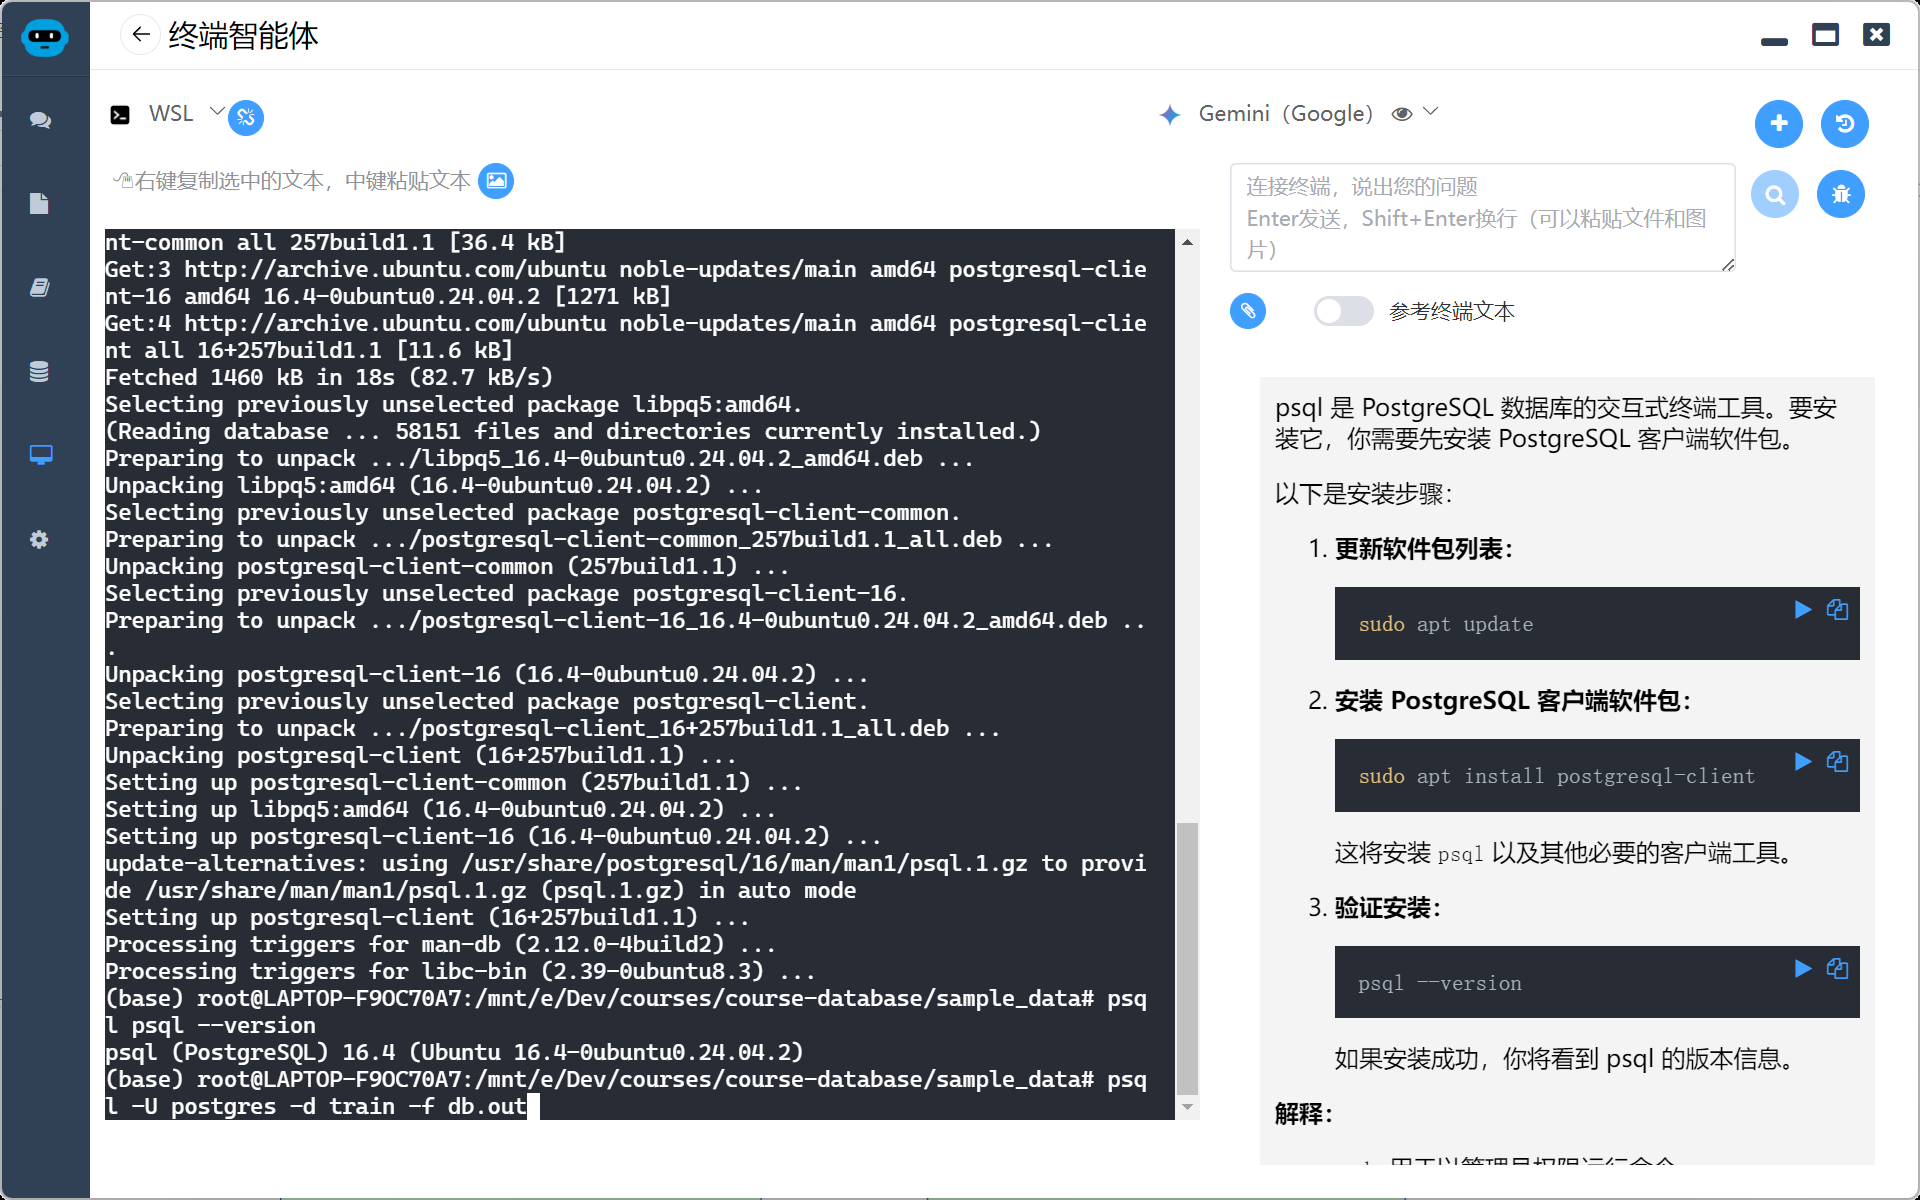 终端智能体
WSL
右键复制选中的文本，中键粘贴文本
nt-common all 257build1.1 [36.4 kB]
Get:3 http://archive.ubuntu.com/ubuntu noble-updates/main amd64 postgresql-clie
nt-16 amd64 16.4-0ubuntu0.24.04.2 [1271 kB]
Get:4 http://archive.ubuntu.com/ubuntu noble-updates/main amd64 postgresql-clie
nt all 16+257build1.1 [11.6 kB]
Fetched 1460 kB in 18s (82.7 kB/s)
Selecting previously unselected package libpq5:amd64.
(Reading database ... 58151 files and directories currently installed.)
Preparing to unpack .../libpq5_16.4-0ubuntu0.24.04.2_amd64.deb ...
Unpacking libpq5:amd64 (16.4-0ubuntu0.24.04.2) ...
Selecting previously unselected package postgresql-client-common.
Preparing to unpack .../postgresql-client-common_257build1.1_all.deb ...
Unpacking postgresql-client-common (257build1.1) ...
Selecting previously unselected package postgresql-client-16.
Preparing to unpack .../postgresql-client-16_16.4-0ubuntu0.24.04.2_amd64.deb ..
.
Unpacking postgresql-client-16 (16.4-0ubuntu0.24.04.2) ...
Selecting previously unselected package postgresql-client.
Preparing to unpack .../postgresql-client_16+257build1.1_all.deb ...
Unpacking postgresql-client (16+257build1.1) ...
Setting up postgresql-client-common (257build1.1) ...
Setting up libpq5:amd64 (16.4-0ubuntu0.24.04.2) ...
Setting up postgresql-client-16 (16.4-0ubuntu0.24.04.2) ...
update-alternatives: using /usr/share/postgresql/16/man/man1/psql.1.gz to provi
de /usr/share/man/man1/psql.1.gz (psql.1.gz) in auto mode
Setting up postgresql-client (16+257build1.1) ...
Processing triggers for man-db (2.12.0-4build2) ...
Processing triggers for libc-bin (2.39-0ubuntu8.3) ...
(base) root@LAPTOP-F9OC70A7:/mnt/e/Dev/courses/course-database/sample_data# psq
l psql --version
psql (PostgreSQL) 16.4 (Ubuntu 16.4-0ubuntu0.24.04.2)
(base) root@LAPTOP-F9OC70A7:/mnt/e/Dev/courses/course-database/sample_data# psq
l -U postgres -d train -f db.out
Gemini（Google）
连接终端，说出您的问题
Enter发送，Shift+Enter换行（可以粘贴文件和图
片）
参考终端文本
psql 是 PostgreSQL 数据库的交互式终端工具。要安
装它，你需要先安装 PostgreSQL 客户端软件包。
以下是安装步骤：
1. 更新软件包列表：
sudo apt update
2. 安装 PostgreSQL 客户端软件包：
sudo apt install postgresql-client
这将安装 psql 以及其他必要的客户端工具。
3. 验证安装：
psql --version
如果安装成功，你将看到 psql 的版本信息。
解释：